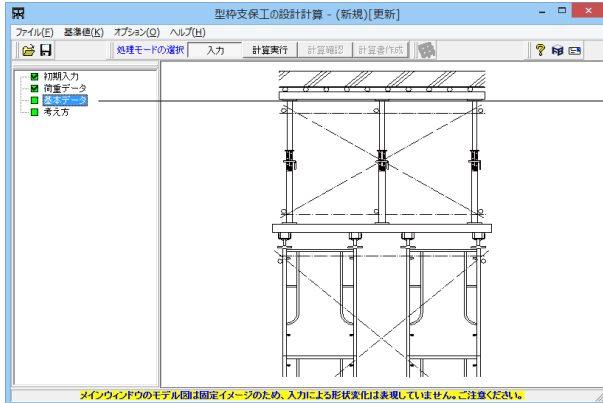 型枠支保工の設計計算 - (新規)[更新]
ファイル(F) 基準値(K) オプション(O) ヘルプ(H)
処理モードの選択 入力 計算実行 計算確認 計算書作成
初期入力
荷重データ
基本データ
考え方
メインウィンドウのモデル図は固定イメージのため、入力による形状変化は表現していません。ご注意ください。